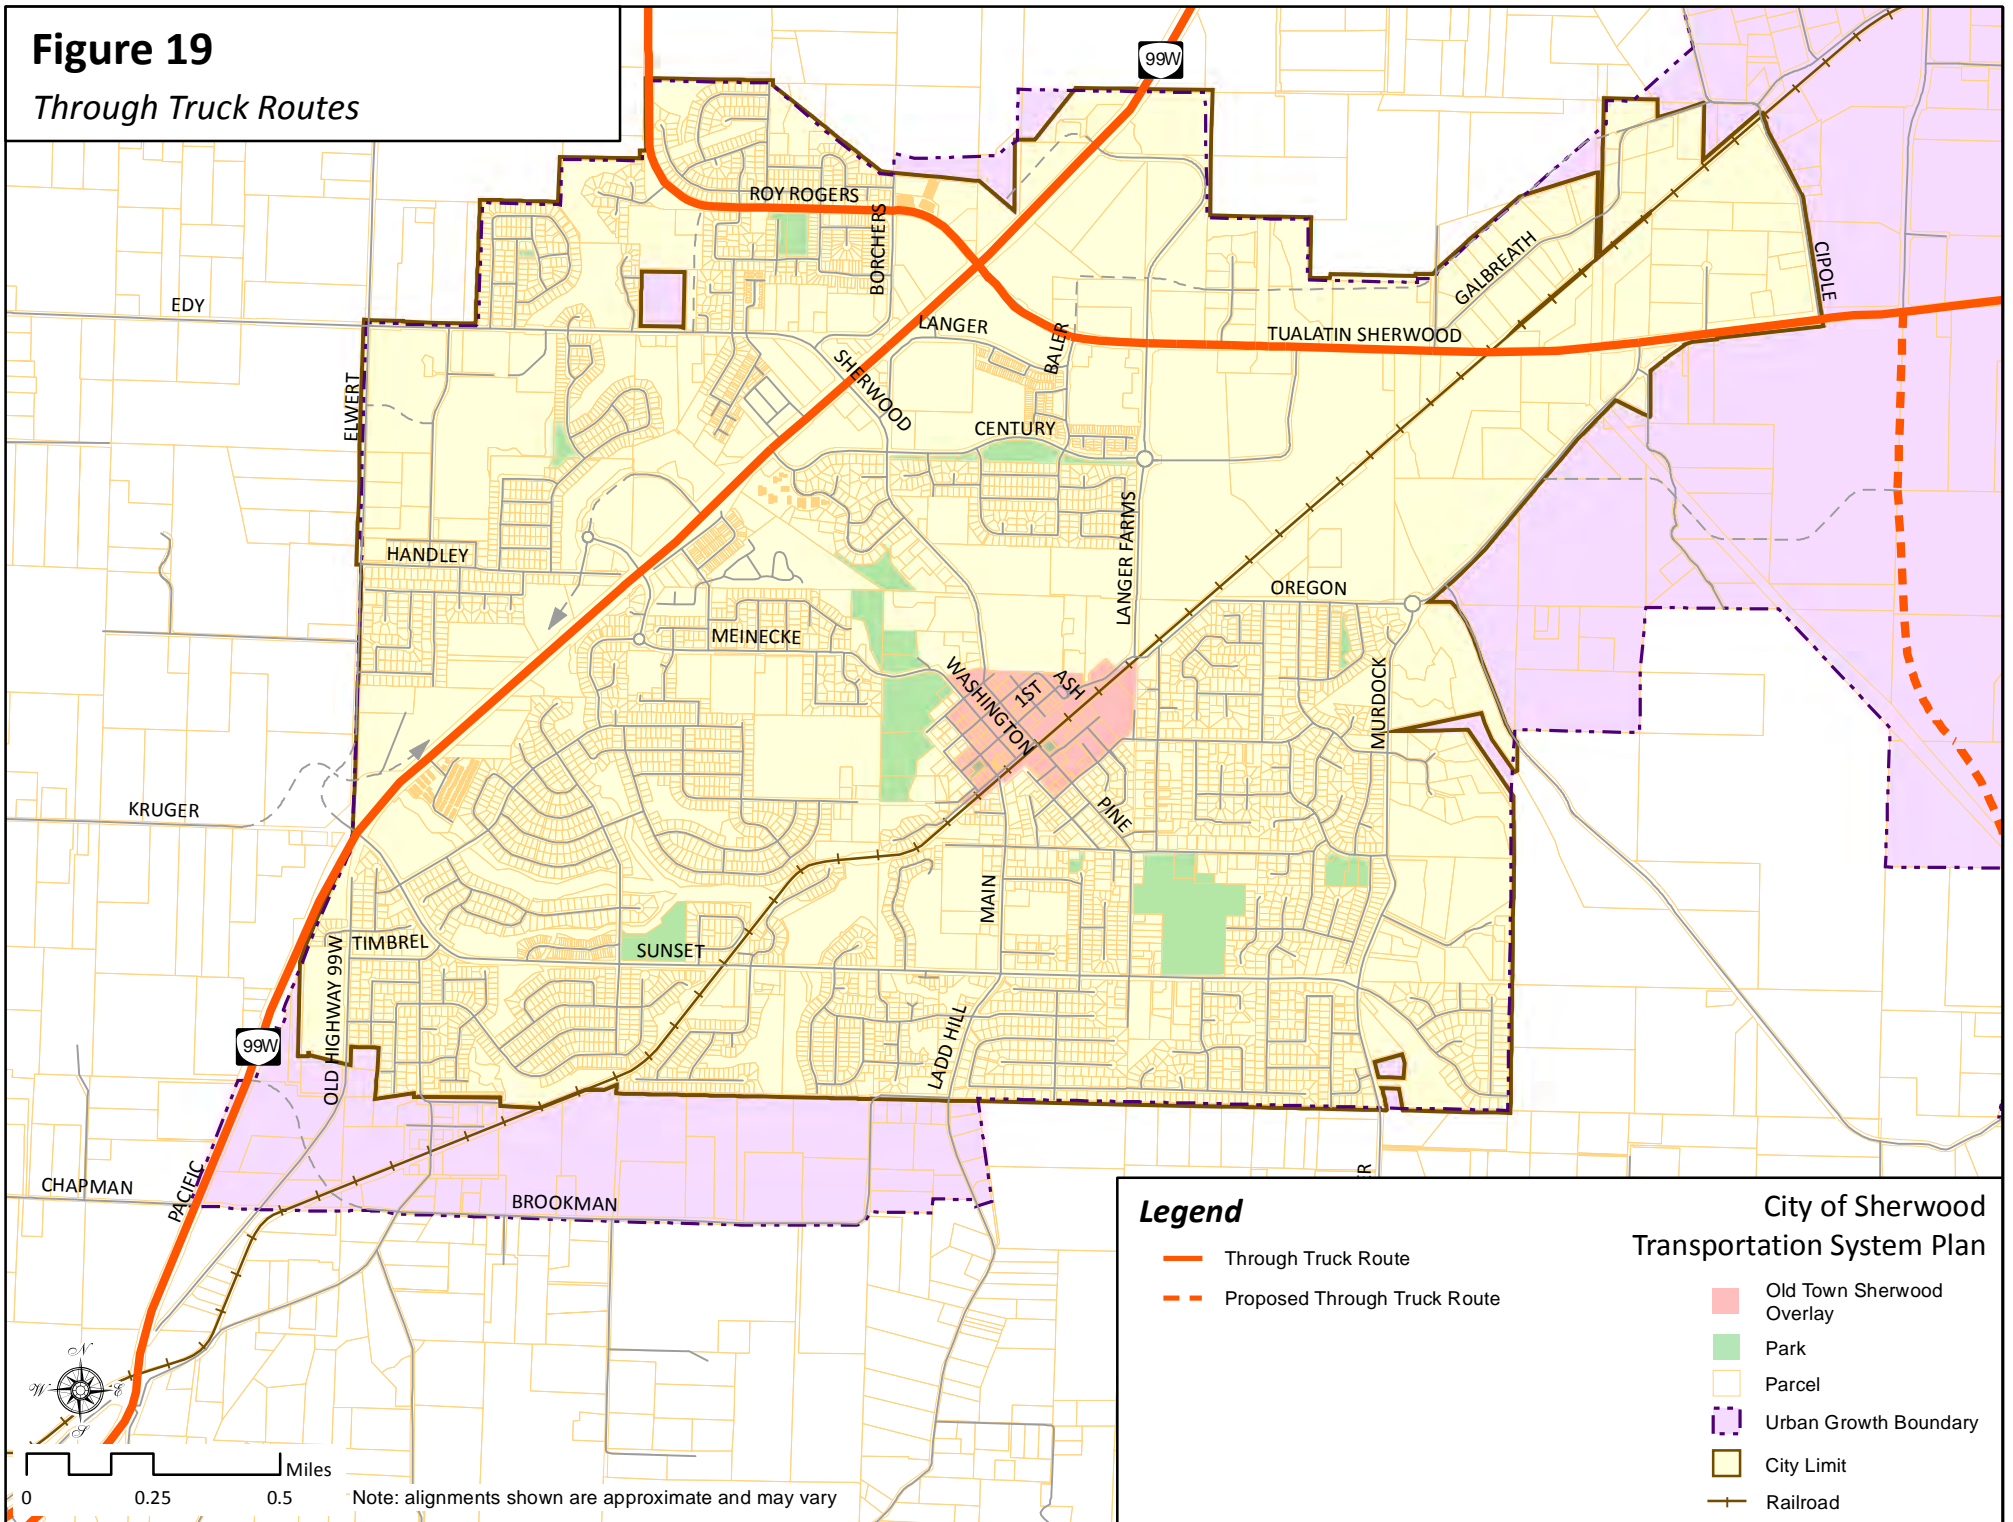 Figure 19
Through Truck Routes
99W
ROY ROGERS
BORCHERS
CIPOLE
GALBREATH
EDY
LANGER
BALER
TUALATIN SHERWOOD
SHERWOOD
ELWERT
CENTURY
LANGER FARMS
HANDLEY
OREGON
MEINECKE
WASHINGTON
1ST
ASH
MURDOCK
KRUGER
PINE
MAIN
TIMBREL
SUNSET
OLD HIGHWAY 99W
99W
LADD HILL
CHAPMAN
PACIFIC
BROOKMAN
ER
Legend
Through Truck Route
Proposed Through Truck Route
City of Sherwood
Transportation System Plan
Old Town Sherwood
Overlay
Park
Parcel
Urban Growth Boundary
City Limit
Railroad
N
W E
S
Miles
0 0.25 0.5
Note: alignments shown are approximate and may vary